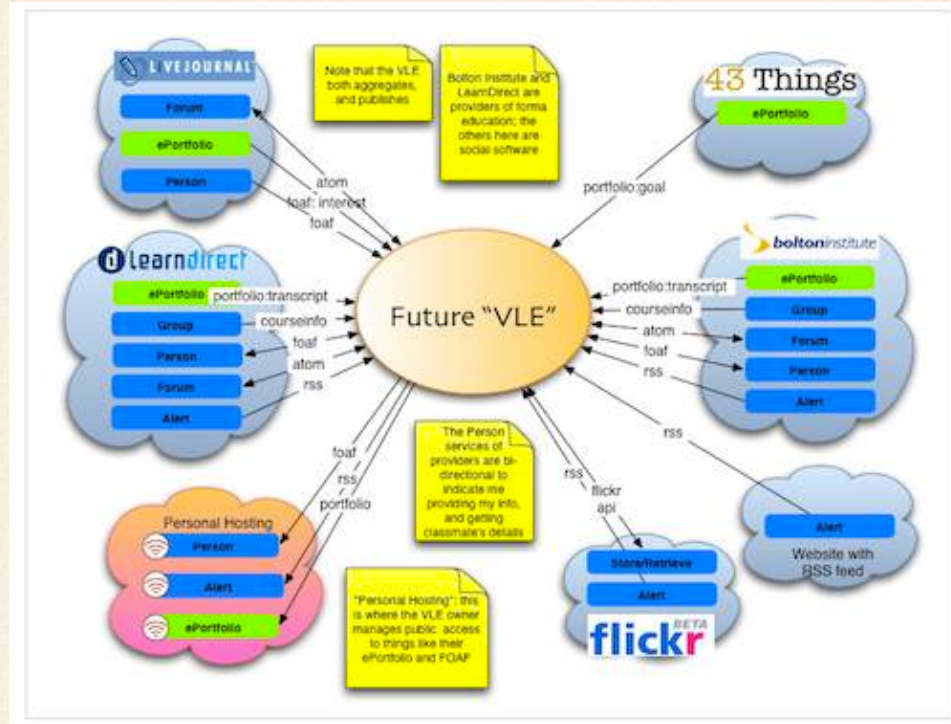 LIVEJOURNAL
Forum
ePortfolio
Person
Note that the VLE
both aggregates,
and publishes
Bolton Institute and
LearnDirect are
providers of forma
education; the
others here are
social software
43 Things
ePortfolio
portfolio:goal
atom
foaf: interest
foaf
learndirect
ePortfolio
Group
Person
Forum
Alert
portfolio:transcript
courseinfo
foaf
atom
rss
Future "VLE"
boltoninstitute
ePortfolio
Group
Forum
Person
Alert
portfolio:transcript
courseinfo
atom
foaf
rss
rss
Alert
Website with
RSS feed
foaf
rss
portfolio
Personal Hosting
Person
Alert
ePortfolio
The Person
services of
providers are bi-
directional to
indicate me
providing my info,
and getting
classmate's details
"Personal Hosting": this
is where the VLE owner
manages public access
to things like their
ePortfolio and FOAF
rss
flickr
api
Store/Retrieve
Alert
flickr
BETA